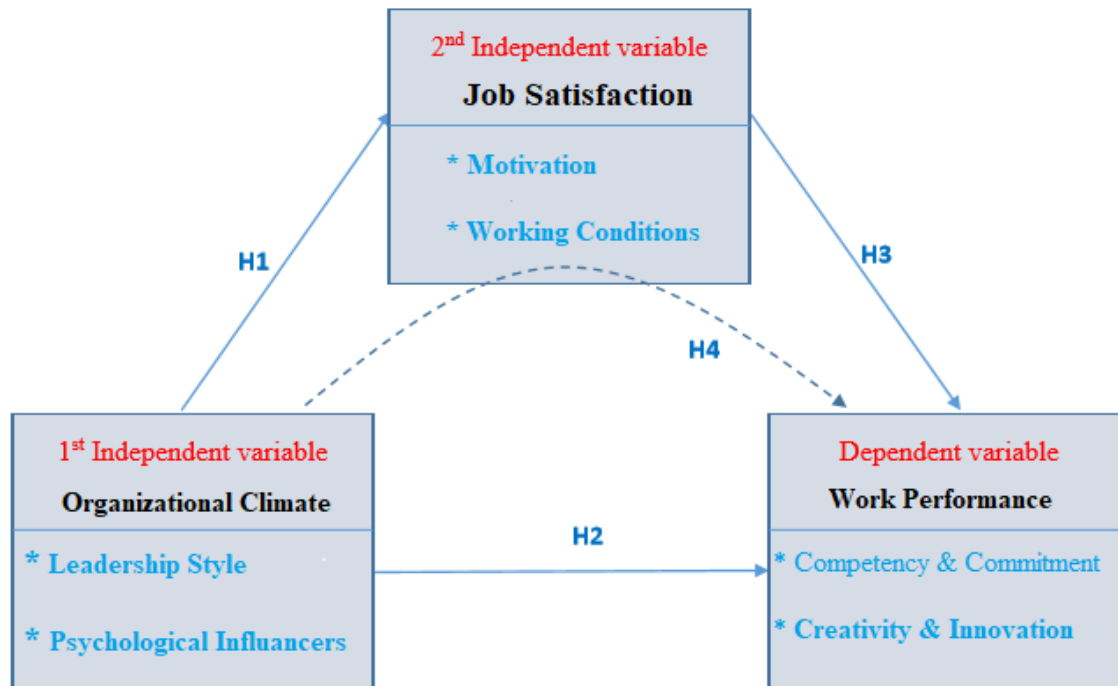 2nd Independent variable
Job Satisfaction
* Motivation
* Working Conditions
H1
H3
H4
1st Independent variable
Organizational Climate
* Leadership Style
* Psychological Influancers
H2
Dependent variable
Work Performance
* Competency & Commitment
* Creativity & Innovation